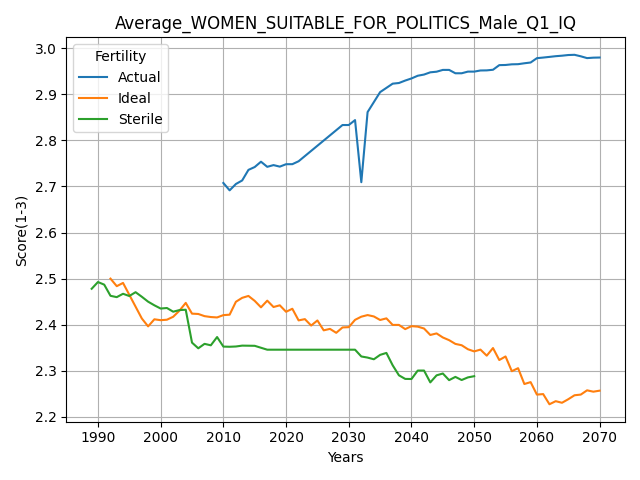 Average_WOMEN_SUITABLE_FOR_POLITICS_Male_Q1_IQ
Fertility
Actual
Ideal
Sterile
Score(1-3)
3.0
2.9
2.8
2.7
2.6
2.5
2.4
2.3
2.2
1990 2000 2010 2020 2030 2040 2050 2060 2070
Years